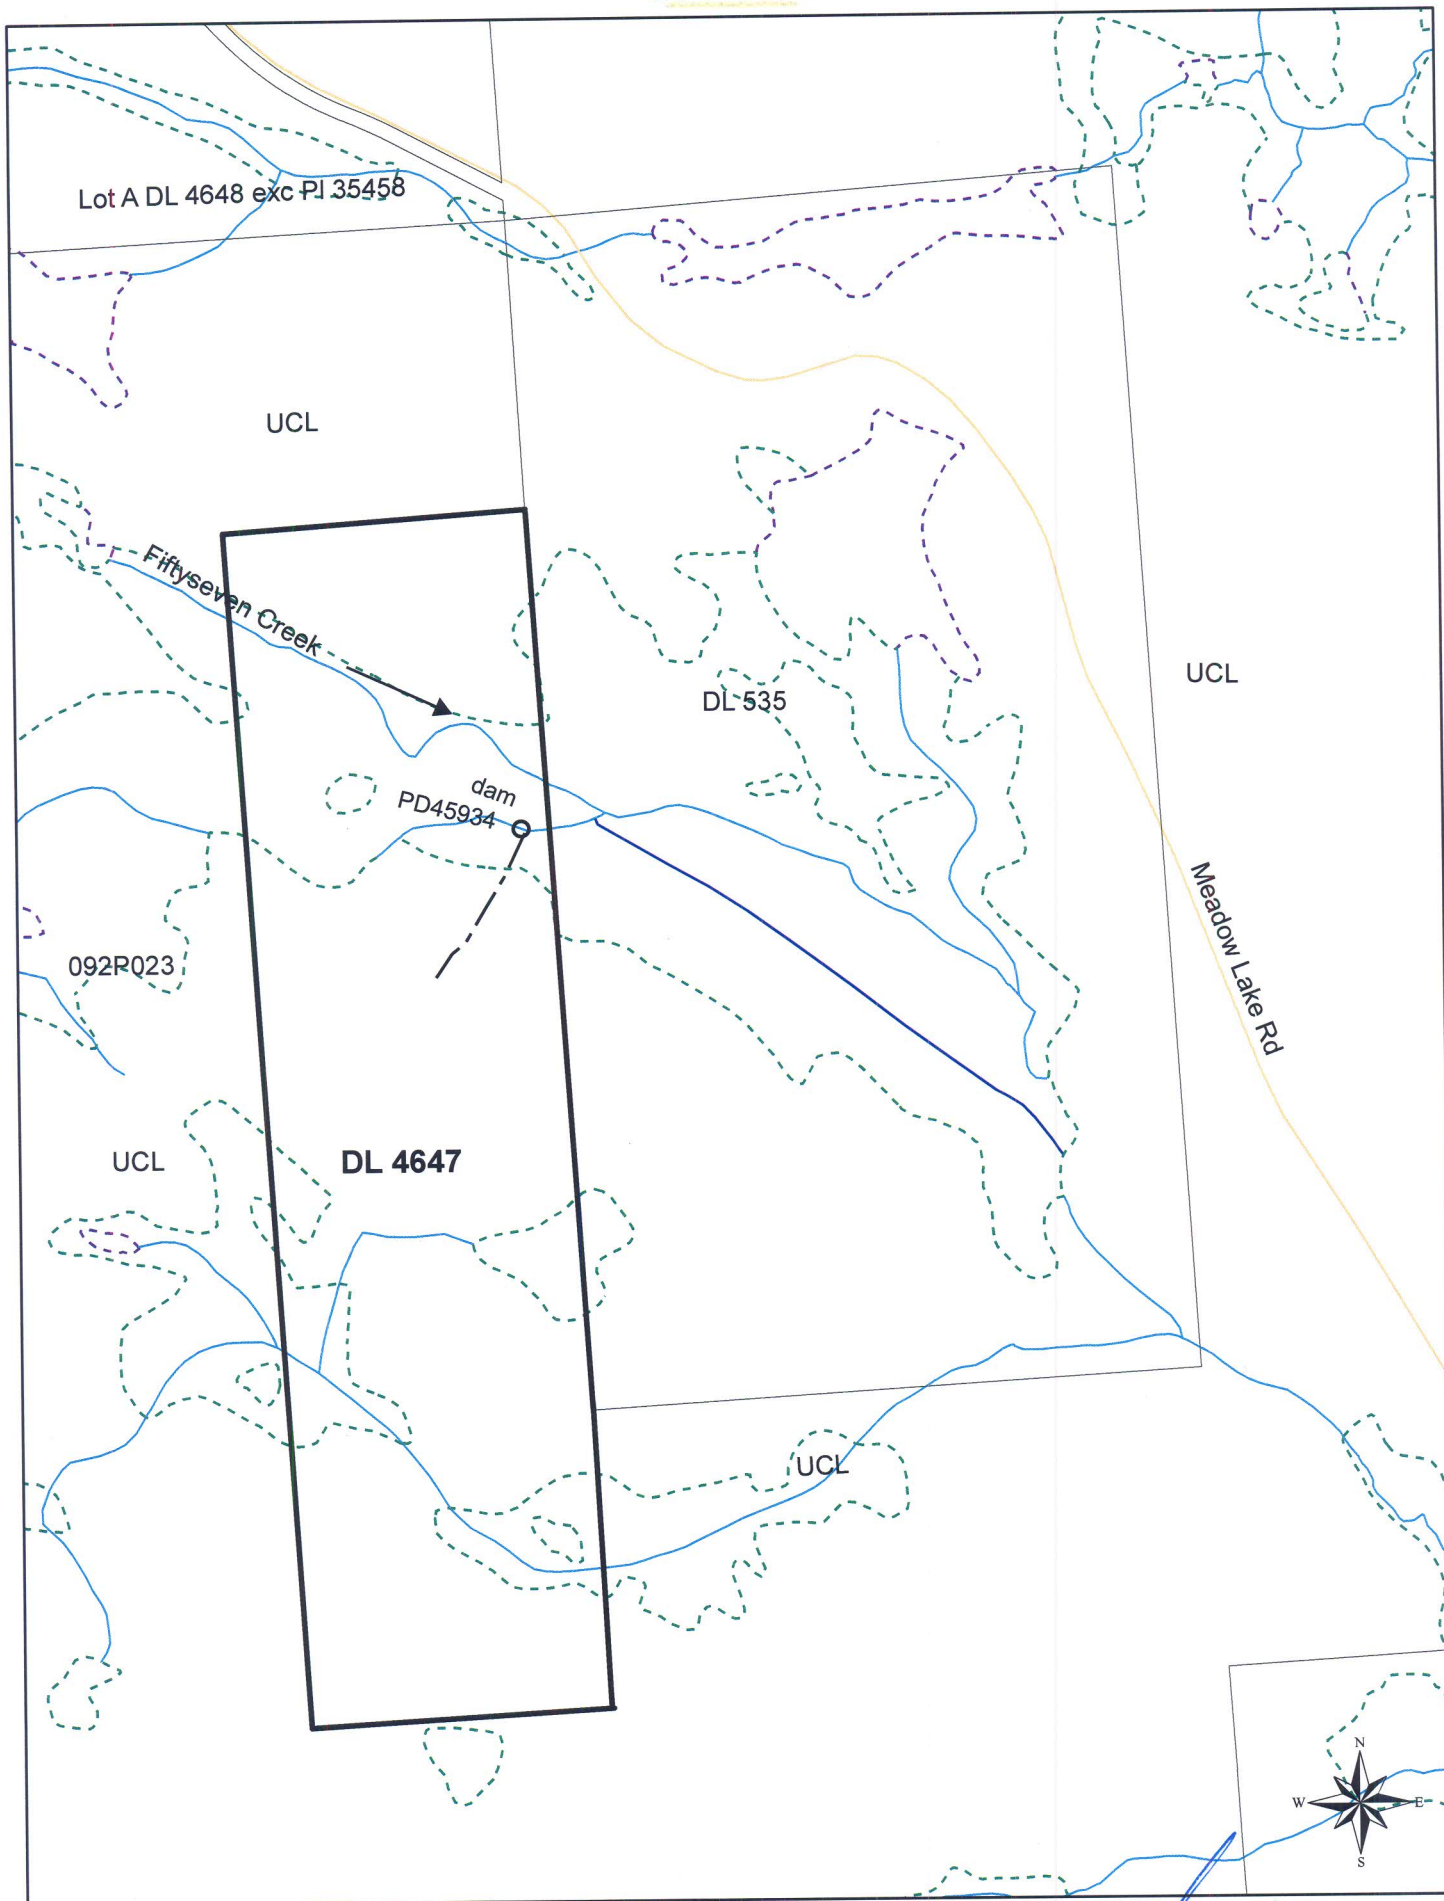 Lot A DL 4648 exc Pl 35458
UCL
Fiftyseven Creek
UCL
DL 535
dam
PD45934
Meadow Lake Rd
092P023
UCL
DL 4647
UCL
N
W
E
S